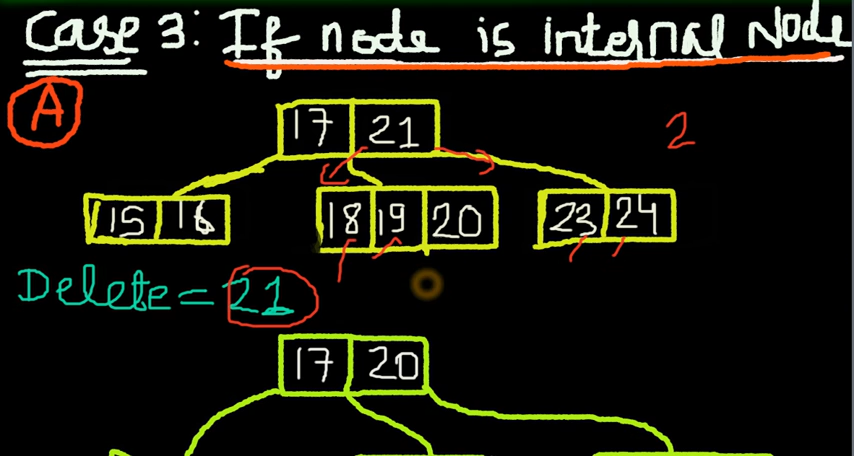 Case 3: If node is internal Node
A
17 21
2
15 16 18 19 20 23 24
Delete = 21
17 20